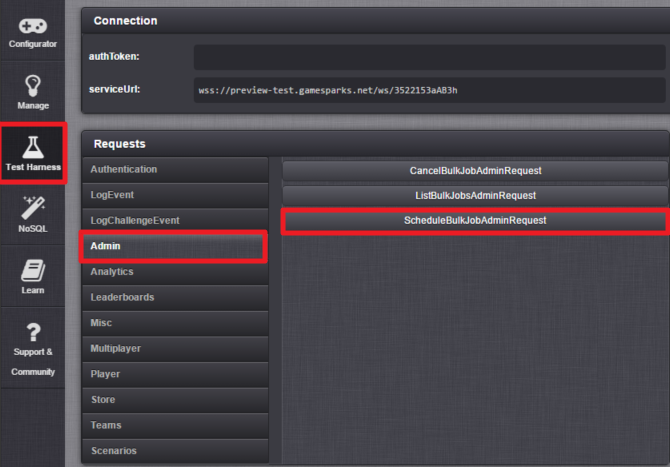 Configurator
Manage
Test Harness
NoSQL
Learn
Support &
Community
Connection
authToken:
serviceUrl:
wss://preview-test.gamesparks.net/ws/3522153aAB3h
Requests
Authentication
LogEvent
LogChallengeEvent
Admin
Analytics
Leaderboards
Misc
Multiplayer
Player
Store
Teams
Scenarios
CancelBulkJobAdminRequest
ListBulkJobsAdminRequest
ScheduleBulkJobAdminRequest